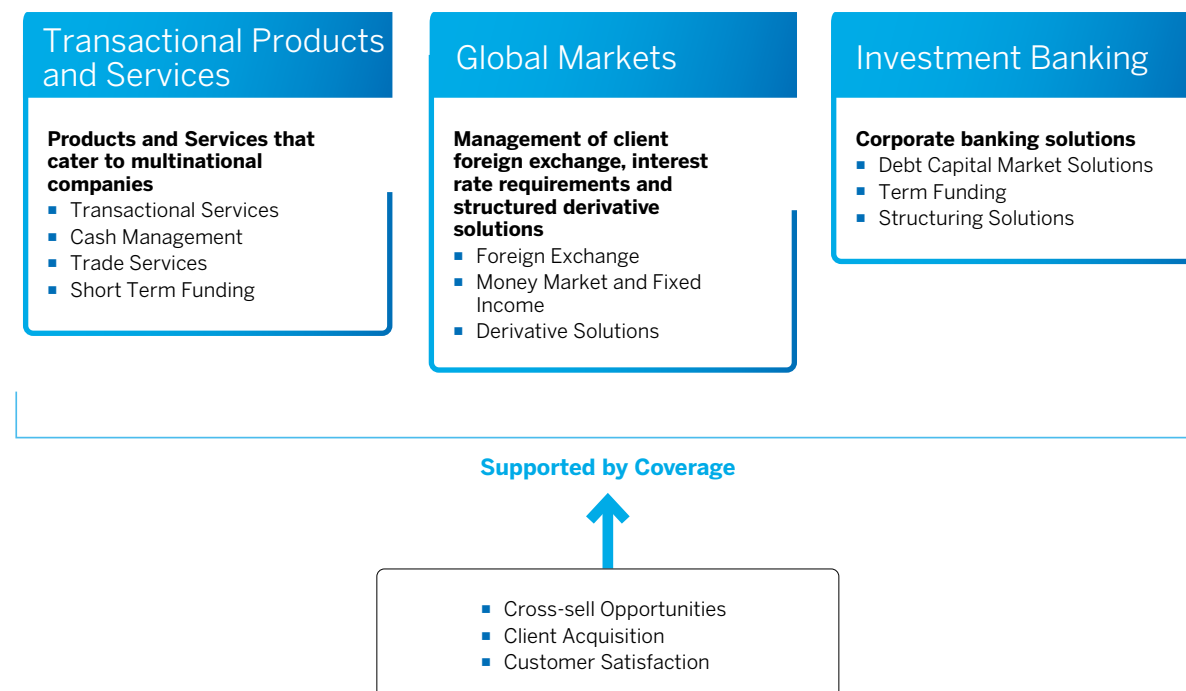 Transactional Products
and Services
Products and Services that
cater to multinational
companies
▪ Transactional Services
▪ Cash Management
▪ Trade Services
▪ Short Term Funding
Global Markets
Management of client
foreign exchange, interest
rate requirements and
structured derivative
solutions
▪ Foreign Exchange
▪ Money Market and Fixed
Income
▪ Derivative Solutions
Investment Banking
Corporate banking solutions
▪ Debt Capital Market Solutions
▪ Term Funding
▪ Structuring Solutions
Supported by Coverage
▪ Cross-sell Opportunities
▪ Client Acquisition
▪ Customer Satisfaction